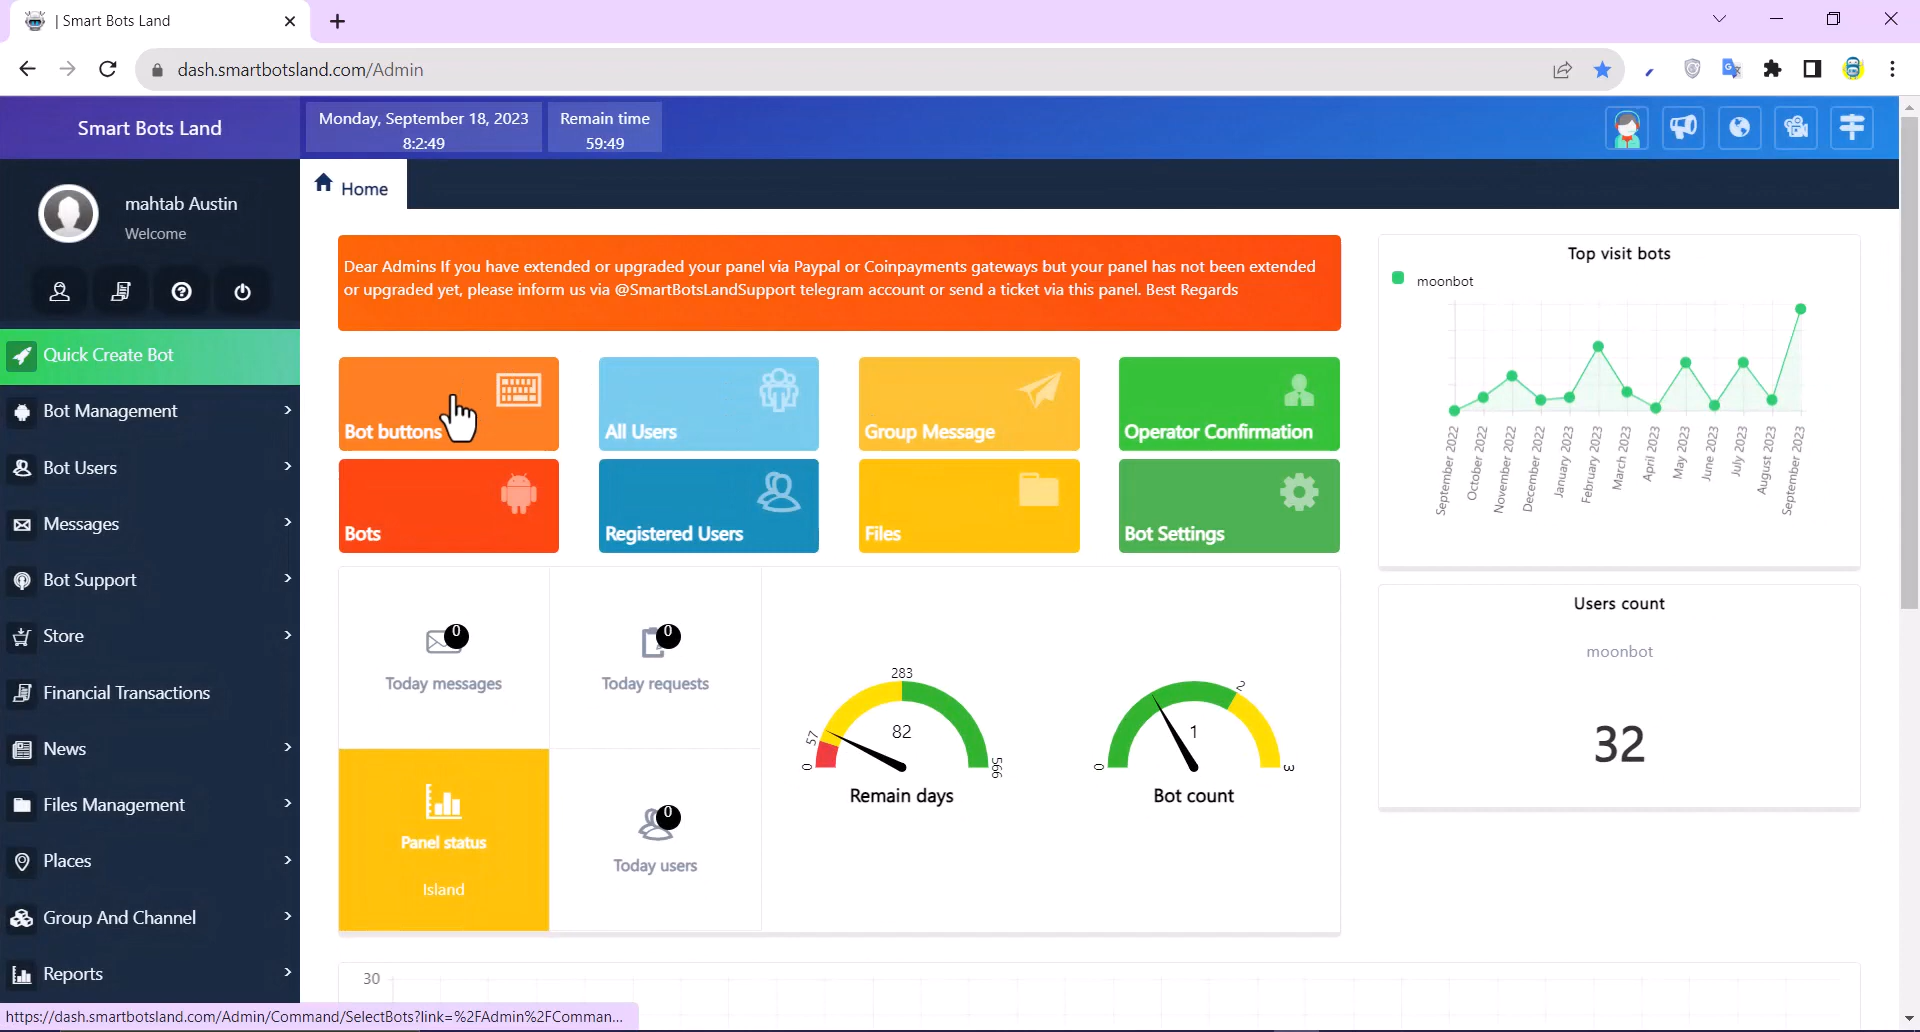 | Smart Bots Land
dash.smartbotsland.com/Admin
Smart Bots Land
Monday, September 18, 2023
8:2:49
Remain time
59:49
mahtab Austin
Welcome
Home
Quick Create Bot
Bot Management
Bot Users
Messages
Bot Support
Store
Financial Transactions
News
Files Management
Places
Group And Channel
Reports
Dear Admins If you have extended or upgraded your panel via Paypal or Coinpayments gateways but your panel has not been extended
or upgraded yet, please inform us via @SmartBotsLandSupport telegram account or send a ticket via this panel. Best Regards
Bot buttons
All Users
Group Message
Operator Confirmation
Bots
Registered Users
Files
Bot Settings
0
Today messages
0
Today requests
Panel status
Island
0
Today users
0
57
283
566
82
Remain days
0
2
3
1
Bot count
Top visit bots
moonbot
September 2022
October 2022
November 2022
December 2022
January 2023
February 2023
March 2023
April 2023
May 2023
June 2023
July 2023
August 2023
September 2023
Users count
moonbot
32
30
https://dash.smartbotsland.com/Admin/Command/SelectBots?link=%2FAdmin%2FComman...